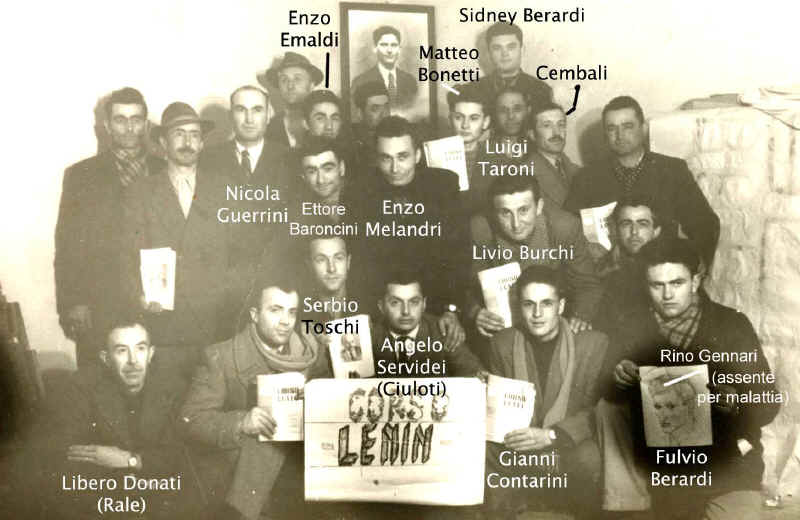 Sidney Berardi
Enzo
Emaldi
Matteo
Bonetti
Cembali
Luigi
Taroni
Nicola
Guerrini
Ettore
Baroncini
Enzo
Melandri
Livio Burchi
Serbio
Toschi
Angelo
Servidei
(Ciuloti)
Rino Gennari
(assente
per malattia)
CORSO
LENIN
Gianni
Contarini
Fulvio
Berardi
Libero Donati
(Rale)